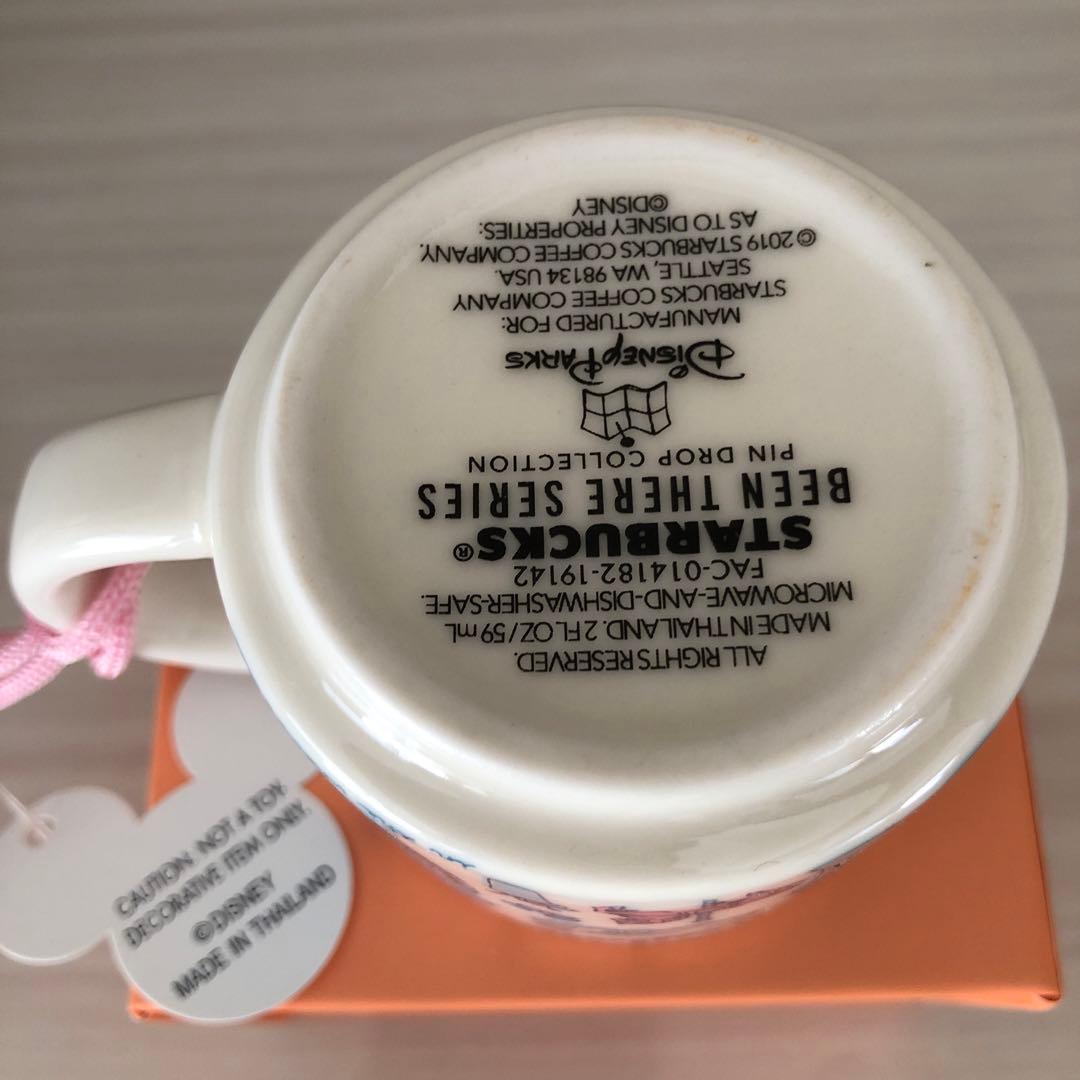 ALL RIGHTS RESERVED.
MADE IN THAILAND. 2 FL OZ / 59 mL
MICROWAVE-AND-DISHWASHER-SAFE.
FAC-014182-19142
STARBUCKS®
BEEN THERE SERIES
PIN DROP COLLECTION
DISNEY PARKS
MANUFACTURED FOR:
STARBUCKS COFFEE COMPANY
SEATTLE, WA 98134 USA.
© 2019 STARBUCKS COFFEE COMPANY.
AS TO DISNEY PROPERTIES:
©DISNEY
CAUTION: NOT A TOY.
DECORATIVE ITEM ONLY.
©DISNEY
MADE IN THAILAND